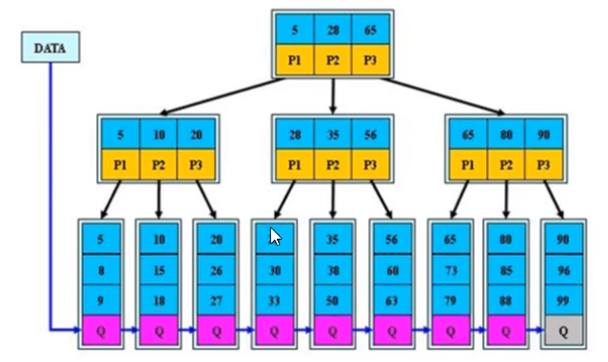 5 28 65
DATA
P1 P2 P3
5 10 20
28 35 56
65 80 90
P1 P2 P3
P1 P2 P3
P1 P2 P3
5 10 20 35 56 65 80 90
8 15 26 30 38 60 73 85 96
9 18 27 33 50 63 79 88 99
Q Q Q Q Q Q Q Q Q